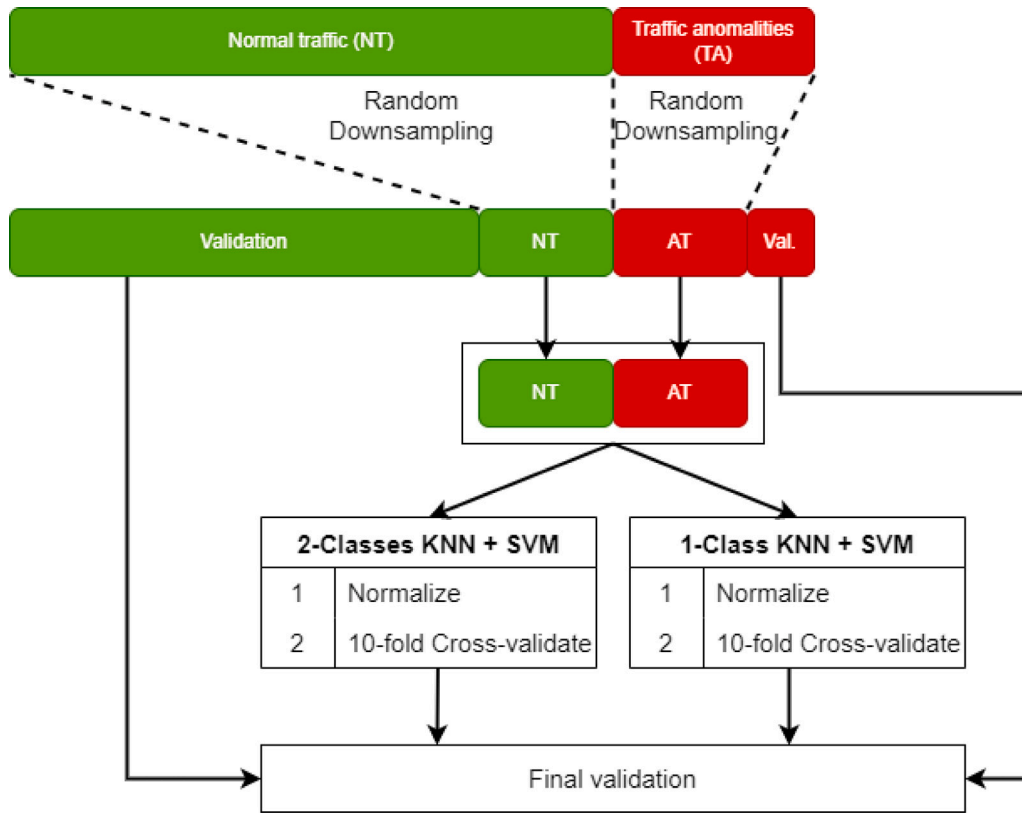 Normal traffic (NT)
Traffic anomalities
(TA)
Random
Downsampling
Random
Downsampling
Validation
NT
AT
Val.
NT
AT
2-Classes KNN + SVM
1 Normalize
2 10-fold Cross-validate
1-Class KNN + SVM
1 Normalize
2 10-fold Cross-validate
Final validation